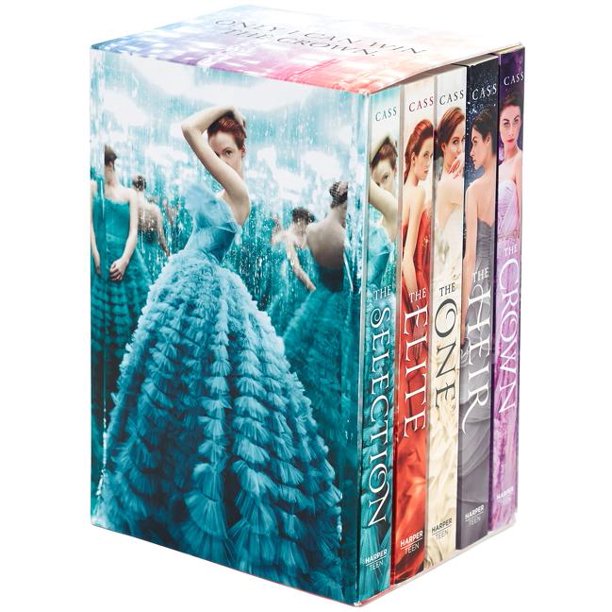 ONLY 1 CAN WIN
THE CROWN.
CASS
THE SELECTION
HARPER
TEEN
CASS
THE ELITE
HARPER
TEEN
CASS
THE ONE
HARPER
TEEN
CASS
THE HEIR
HARPER
TEEN
CASS
THE CROWN
HARPER
TEEN